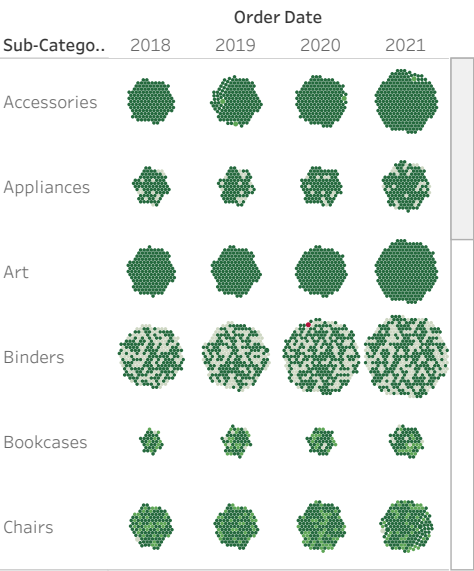 Order Date
Sub-Catego.. 2018 2019 2020 2021
Accessories
Appliances
Art
Binders
Bookcases
Chairs